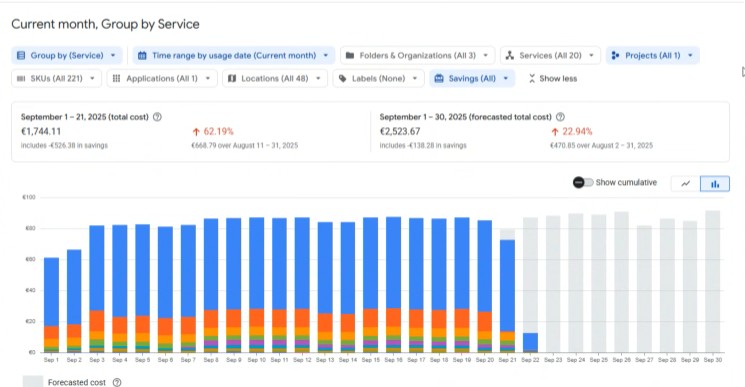 Current month, Group by Service
Group by (Service) Time range by usage date (Current month) Folders & Organizations (All 3) Services (All 20) Projects (All 1)
SKUs (All 221) Applications (All 1) Locations (All 48) Labels (None) Savings (All) Show less
September 1 – 21, 2025 (total cost) September 1 – 30, 2025 (forecasted total cost)
€1,744.11 62.19% €2,523.67 22.94%
includes -€526.38 in savings €668.79 over August 11 – 31, 2025 includes -€138.28 in savings €470.85 over August 2 – 31, 2025
Show cumulative
€100
€80
€60
€40
€20
€0
Sep 1 Sep 2 Sep 3 Sep 4 Sep 5 Sep 6 Sep 7 Sep 8 Sep 9 Sep 10 Sep 11 Sep 12 Sep 13 Sep 14 Sep 15 Sep 16 Sep 17 Sep 18 Sep 19 Sep 20 Sep 21 Sep 22 Sep 23 Sep 24 Sep 25 Sep 26 Sep 27 Sep 28 Sep 29 Sep 30
Forecasted cost